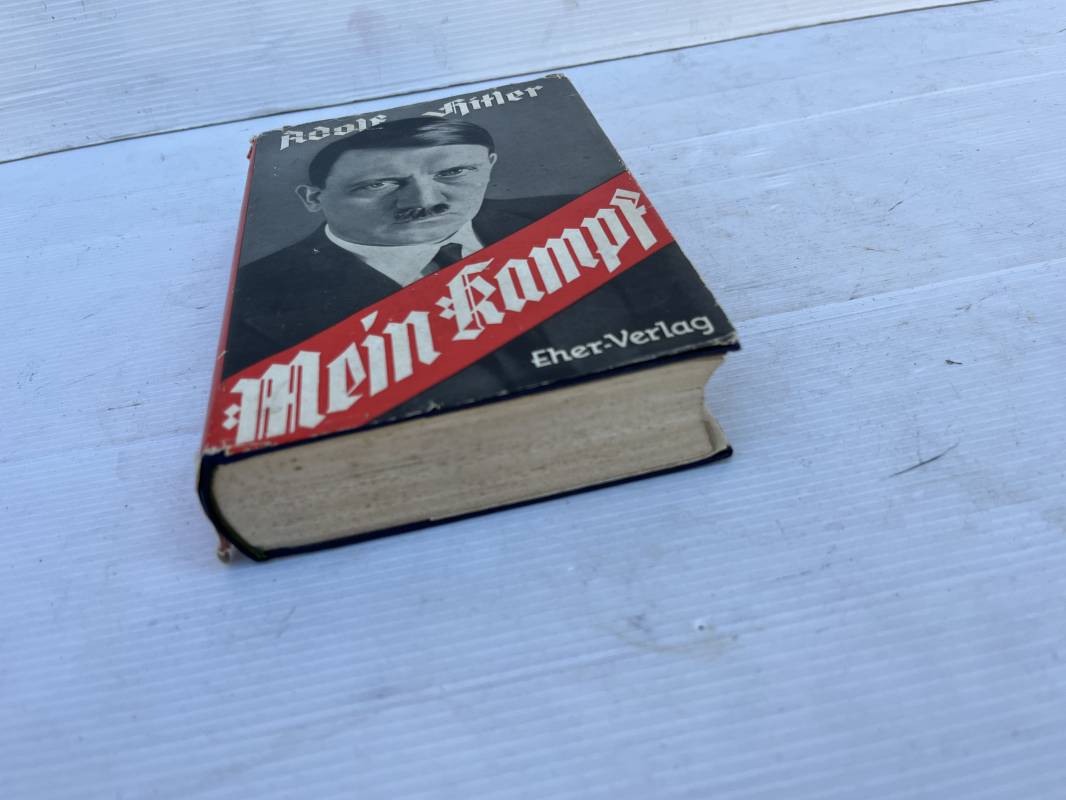 Adolf Hitler
Mein Kampf
Eher-Verlag